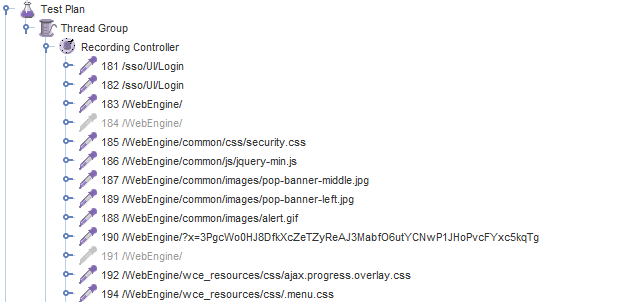 Test Plan
Thread Group
Recording Controller
181 /sso/UI/Login
182 /sso/UI/Login
183 /WebEngine/
184 /WebEngine/
185 /WebEngine/common/css/security.css
186 /WebEngine/common/js/jquery-min.js
187 /WebEngine/common/images/pop-banner-middle.jpg
189 /WebEngine/common/images/pop-banner-left.jpg
188 /WebEngine/common/images/alert.gif
190 /WebEngine/?x=3PgcWo0HJ8DfkXcZeTZyReAJ3MabfO6utYCNwP1JHoPvcFYxc5kqTg
191 /WebEngine/
192 /WebEngine/wce_resources/css/ajax.progress.overlay.css
194 /WebEngine/wce_resources/css/.menu.css